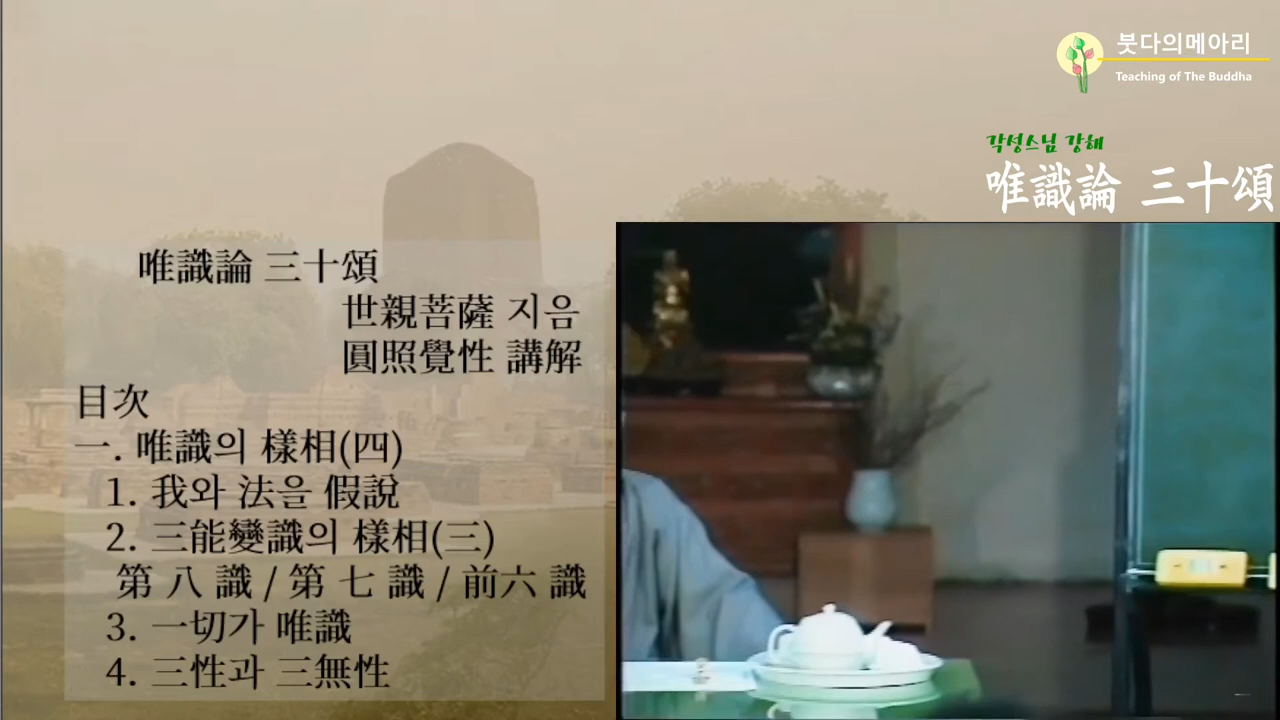 붓다의메아리
Teaching of The Buddha
각성스님 강해
唯識論 三十頌
唯識論 三十頌
世親菩薩 지음
圓照覺性 講解
目次
一. 唯識의 樣相(四)
1. 我와 法을 假說
2. 三能變識의 樣相(三)
第 八 識 / 第 七 識 / 前六 識
3. 一切가 唯識
4. 三性과 三無性